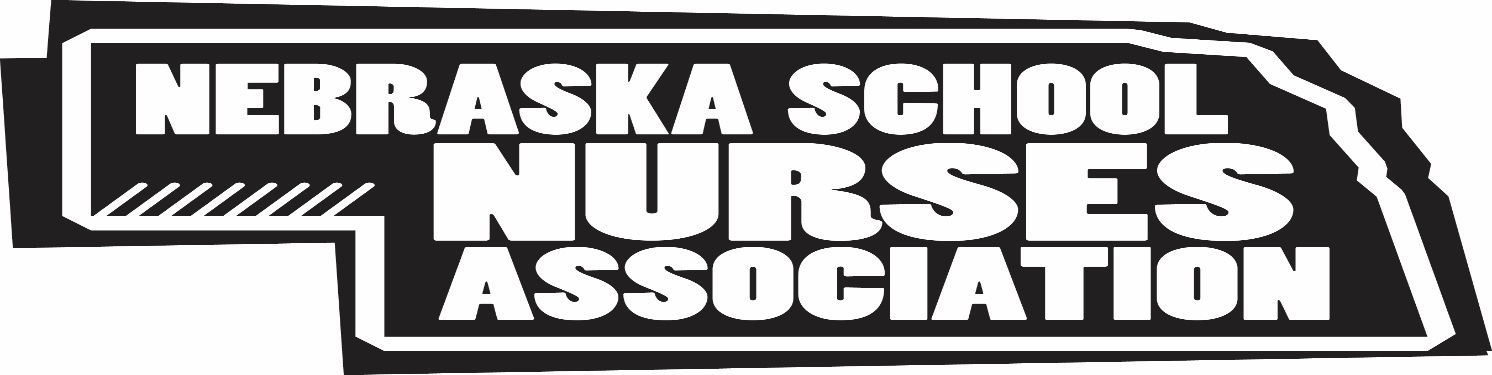 NEBRASKA SCHOOL
NURSES
ASSOCIATION